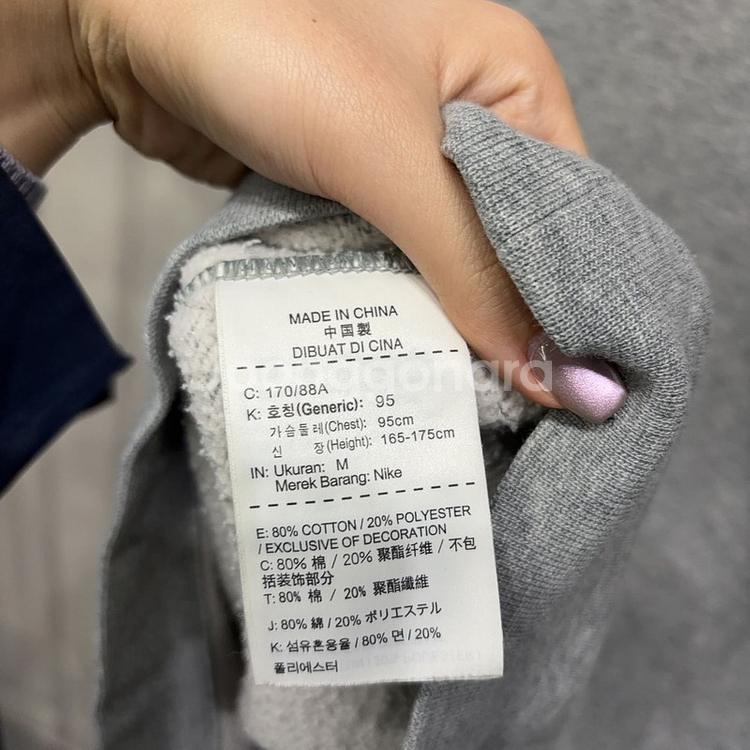 MADE IN CHINA
中国製
DIBUAT DI CINA
C: 170/88A
K: 호칭(Generic): 95
가슴둘레(Chest): 95cm
신 장(Height): 165-175cm
IN: Ukuran: M
Merek Barang: Nike
E: 80% COTTON / 20% POLYESTER
/ EXCLUSIVE OF DECORATION
C: 80% 棉 / 20% 聚酯纤维 / 不包
括装饰部分
T: 80% 棉 / 20% 聚酯纖維
J: 80% 綿 / 20% ポリエステル
K: 섬유혼용율 / 80% 면 / 20%
폴리에스터